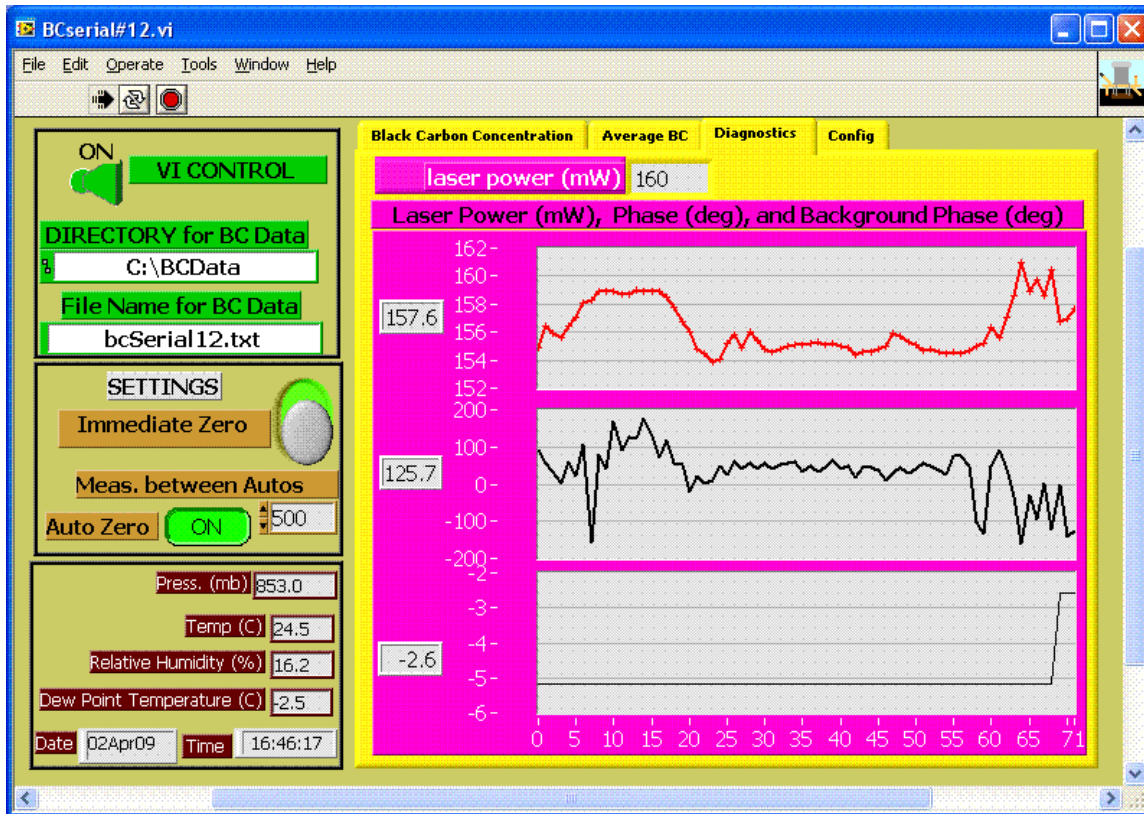 BCserial#12.vi
File Edit Operate Tools Window Help
ON
VI CONTROL
DIRECTORY for BC Data
C:\BCData
File Name for BC Data
bcSerial12.txt
SETTINGS
Immediate Zero
Meas. between Autos
Auto Zero ON 500
Press. (mb) 853.0
Temp (C) 24.5
Relative Humidity (%) 16.2
Dew Point Temperature (C) -2.5
Date 02Apr09 Time 16:46:17
Black Carbon Concentration Average BC Diagnostics Config
laser power (mW) 160
Laser Power (mW), Phase (deg), and Background Phase (deg)
162
160
158
157.6
156
154
152
200
100
125.7
0
-100
-200
-2
-3
-4
-2.6
-5
-6
0 5 10 15 20 25 30 35 40 45 50 55 60 65 71